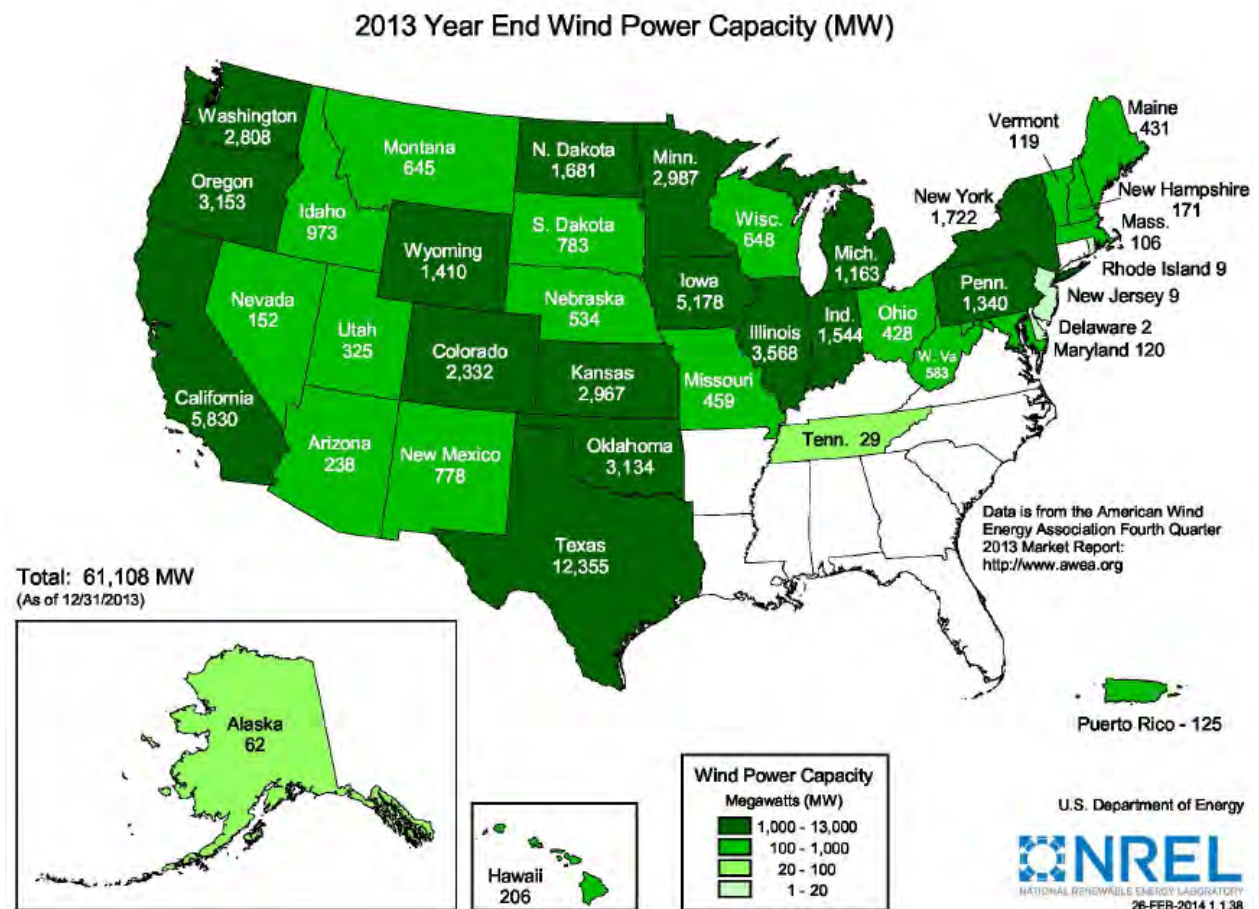 2013 Year End Wind Power Capacity (MW)
Washington
2,808
Oregon
3,153
California
5,830
Nevada
152
Idaho
973
Montana
645
Wyoming
1,410
Utah
325
Colorado
2,332
Arizona
238
New Mexico
778
N. Dakota
1,681
S. Dakota
783
Nebraska
534
Kansas
2,967
Oklahoma
3,134
Texas
12,355
Minn.
2,987
Iowa
5,178
Missouri
459
Wisc.
648
Illinois
3,568
Mich.
1,163
Ind.
1,544
Ohio
428
W. Va
583
Tenn. 29
Penn.
1,340
New York
1,722
Vermont
119
Maine
431
New Hampshire
171
Mass.
106
Rhode Island 9
New Jersey 9
Delaware 2
Maryland 120
Data is from the American Wind
Energy Association Fourth Quarter
2013 Market Report:
http://www.awea.org
Total: 61,108 MW
(As of 12/31/2013)
Alaska
62
Hawaii
206
Puerto Rico - 125
Wind Power Capacity
Megawatts (MW)
1,000 - 13,000
100 - 1,000
20 - 100
1 - 20
U.S. Department of Energy
NREL
NATIONAL RENEWABLE ENERGY LABORATORY
26-FEB-2014 1.1.38